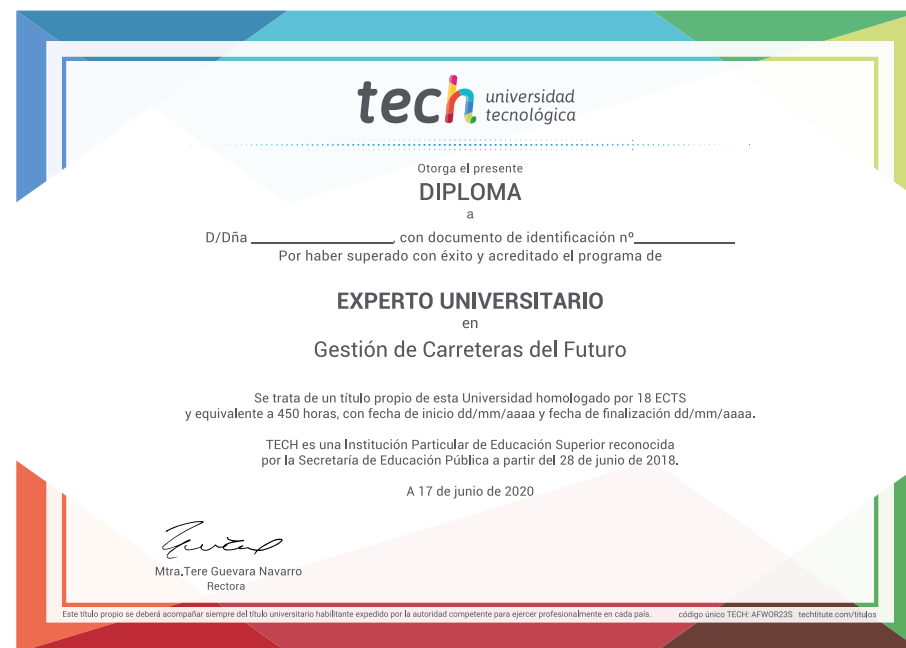 tech universidad
tecnológica
Otorga el presente
DIPLOMA
a
D/Dña ____________, con documento de identificación nº____________
Por haber superado con éxito y acreditado el programa de
EXPERTO UNIVERSITARIO
en
Gestión de Carreteras del Futuro
Se trata de un título propio de esta Universidad homologado por 18 ECTS
y equivalente a 450 horas, con fecha de inicio dd/mm/aaaa y fecha de finalización dd/mm/aaaa.
TECH es una Institución Particular de Educación Superior reconocida
por la Secretaría de Educación Pública a partir del 28 de junio de 2018.
A 17 de junio de 2020
Mtra.Tere Guevara Navarro
Rectora
Este título propio se deberá acompañar siempre del título universitario habilitante expedido por la autoridad competente para ejercer profesionalmente en cada país. código único TECH: AFWOR23S techtitute.com/titulos